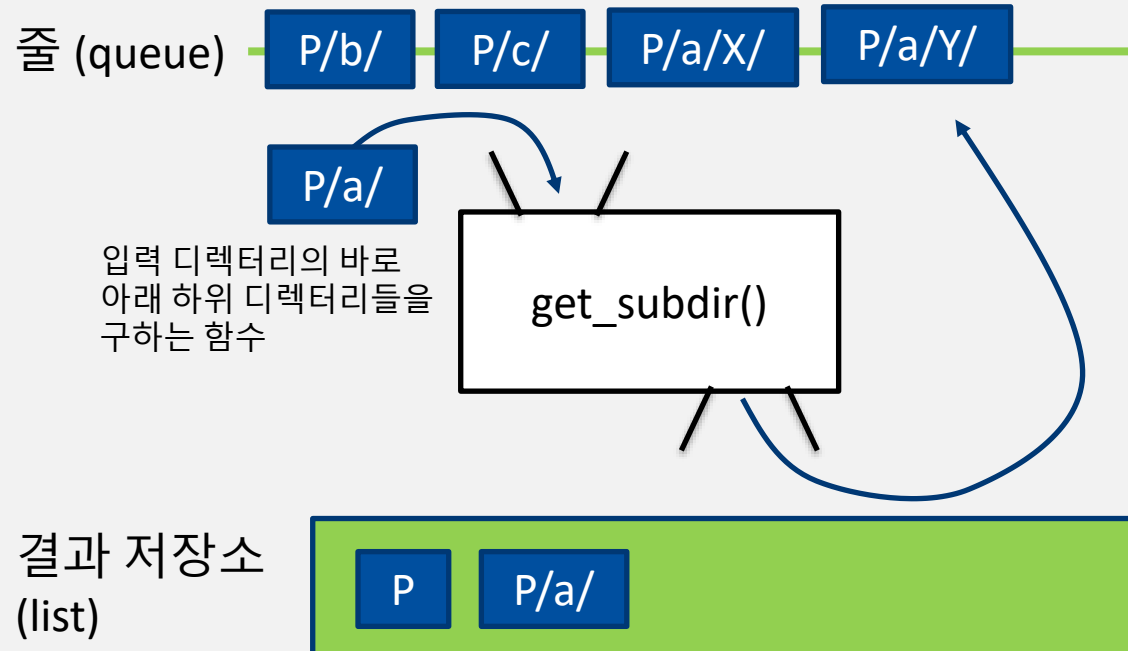 줄 (queue)
P/b/
P/c/
P/a/X/
P/a/Y/
P/a/
입력 디렉터리의 바로
아래 하위 디렉터리들을
구하는 함수
get_subdir()
결과 저장소
(list)
P
P/a/